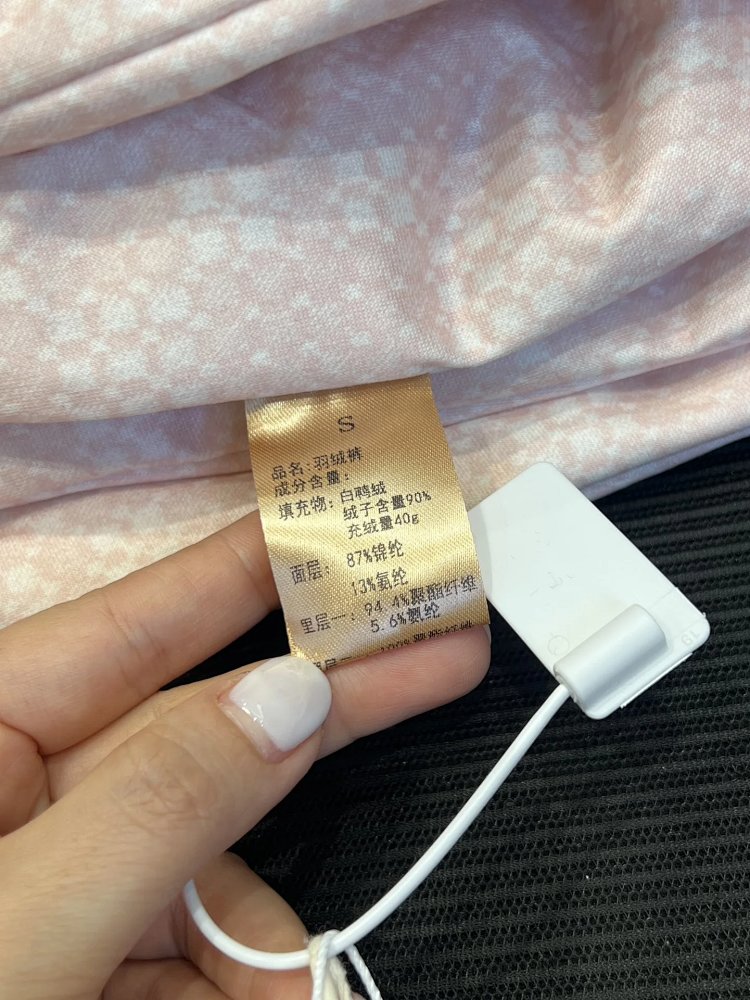 S
品名:羽绒裤
成分含量:
填充物: 白鸭绒
绒子含量90%
充绒量40g
面层: 87%锦纶
13%氨纶
里层一: 94.4%聚酯纤维
5.6%氨纶